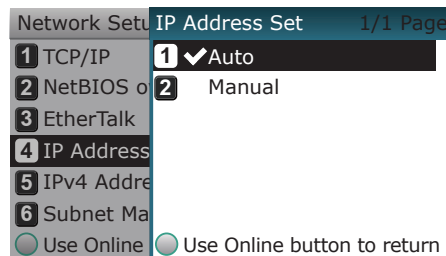 Network Setu
1 TCP/IP
2 NetBIOS o
3 EtherTalk
4 IP Address
5 IPv4 Addre
6 Subnet Ma
Use Online
IP Address Set 1/1 Page
1 ✔Auto
2 Manual
Use Online button to return